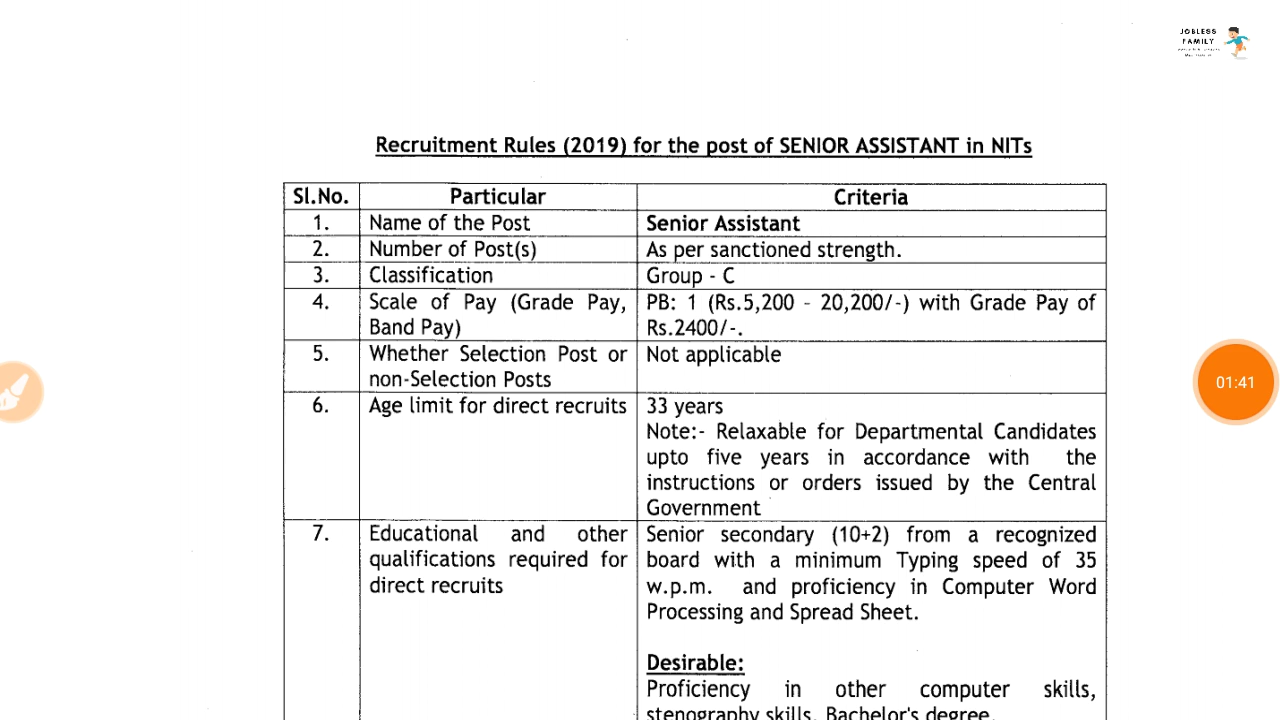 JOBLESS
FAMILY
Recruitment Rules (2019) for the post of SENIOR ASSISTANT in NITs
Sl.No. Particular Criteria
1. Name of the Post Senior Assistant
2. Number of Post(s) As per sanctioned strength.
3. Classification Group - C
4. Scale of Pay (Grade Pay, PB: 1 (Rs.5,200 - 20,200/-) with Grade Pay of
Band Pay) Rs.2400/-.
5. Whether Selection Post or Not applicable
non-Selection Posts
6. Age limit for direct recruits 33 years
Note:- Relaxable for Departmental Candidates
upto five years in accordance with the
instructions or orders issued by the Central
Government
01:41
7. Educational and other Senior secondary (10+2) from a recognized
qualifications required for board with a minimum Typing speed of 35
direct recruits w.p.m. and proficiency in Computer Word
Processing and Spread Sheet.
Desirable:
Proficiency in other computer skills,
stenography skills. Bachelor's degree.